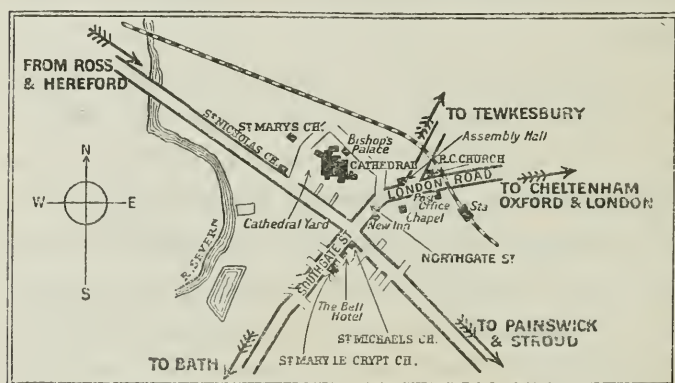 FROM ROSS
& HEREFORD
TO TEWKESBURY
Assembly Hall
St NICHOLAS CH.
St MARYS CH.
Bishop's
Palace
CATHEDRAL
R.C. CHURCH
LONDON ROAD
TO CHELTENHAM
OXFORD & LONDON
N
W
E
S
Cathedral Yard
New Inn
Post
Office
Chapel
Sta
NORTHGATE ST
R. SEVERN
SOUTHGATE ST
The Bell
Hotel
St MICHAELS CH.
St MARY LE CRYPT CH.
TO BATH
TO PAINSWICK
& STROUD